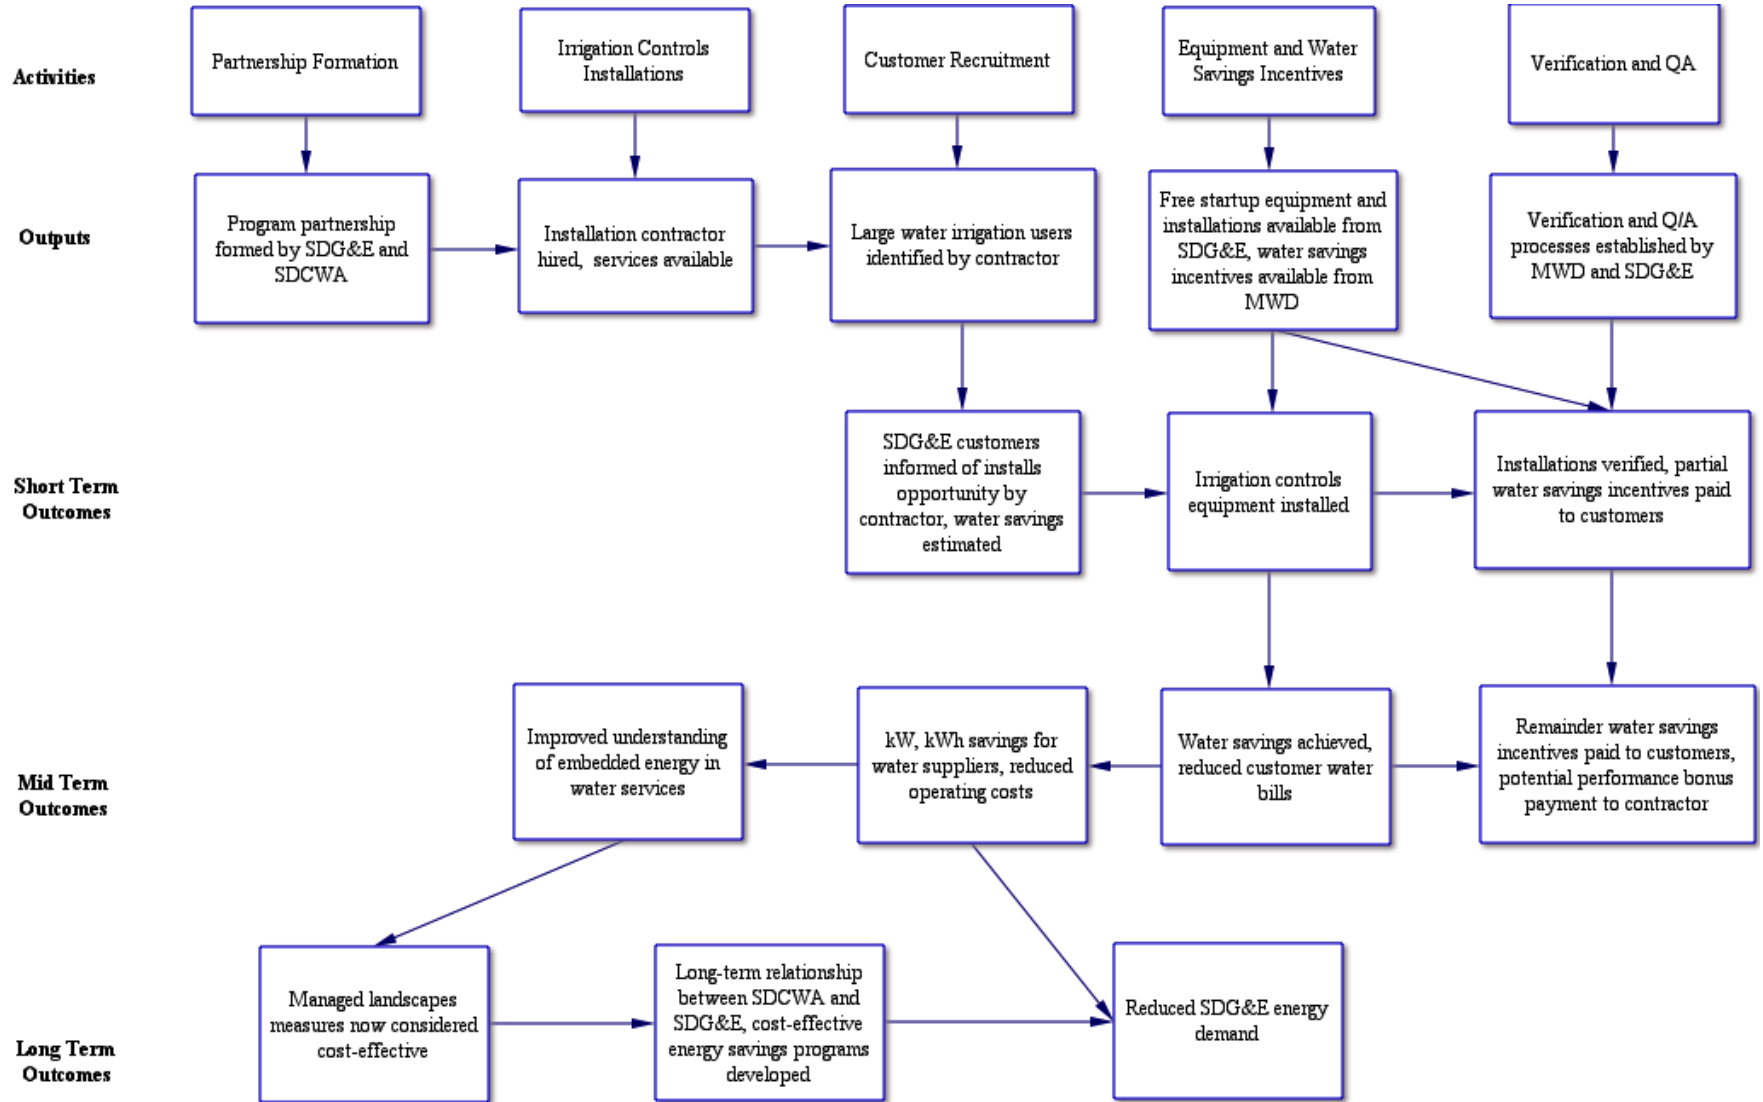 Activities
Partnership Formation
Irrigation Controls
Installations
Customer Recruitment
Equipment and Water
Savings Incentives
Verification and QA
Outputs
Program partnership
formed by SDG&E and
SDCWA
Installation contractor
hired, services available
Large water irrigation users
identified by contractor
Free startup equipment and
installations available from
SDG&E, water savings
incentives available from
MWD
Verification and Q/A
processes established by
MWD and SDG&E
Short Term
Outcomes
SDG&E customers
informed of installs
opportunity by
contractor, water savings
estimated
Irrigation controls
equipment installed
Installations verified, partial
water savings incentives paid
to customers
Mid Term
Outcomes
Improved understanding
of embedded energy in
water services
kW, kWh savings for
water suppliers, reduced
operating costs
Water savings achieved,
reduced customer water
bills
Remainder water savings
incentives paid to customers,
potential performance bonus
payment to contractor
Long Term
Outcomes
Managed landscapes
measures now considered
cost-effective
Long-term relationship
between SDCWA and
SDG&E, cost-effective
energy savings programs
developed
Reduced SDG&E energy
demand